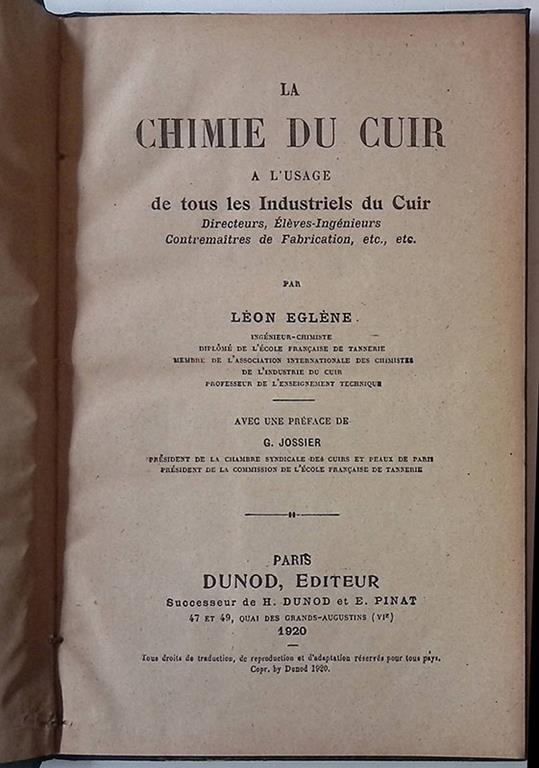 LA
CHIMIE DU CUIR
A L'USAGE
de tous les Industriels du Cuir
Directeurs, Élèves-Ingénieurs
Contremaîtres de Fabrication, etc., etc.
PAR
LÉON EGLÈNE
INGÉNIEUR-CHIMISTE
DIPLÔMÉ DE L'ÉCOLE FRANÇAISE DE TANNERIE
MEMBRE DE L'ASSOCIATION INTERNATIONALE DES CHIMISTES
DE L'INDUSTRIE DU CUIR
PROFESSEUR DE L'ENSEIGNEMENT TECHNIQUE
AVEC UNE PRÉFACE DE
G. JOSSIER
PRÉSIDENT DE LA CHAMBRE SYNDICALE DES CUIRS ET PEAUX DE PARIS
PRÉSIDENT DE LA COMMISSION DE L'ÉCOLE FRANÇAISE DE TANNERIE
PARIS
DUNOD, EDITEUR
Successeur de H. DUNOD et E. PINAT
47 ET 49, QUAI DES GRANDS-AUGUSTINS (VIe)
1920
Tous droits de traduction, de reproduction et d'adaptation réservés pour tous pays.
Copr. by Dunod 1920.